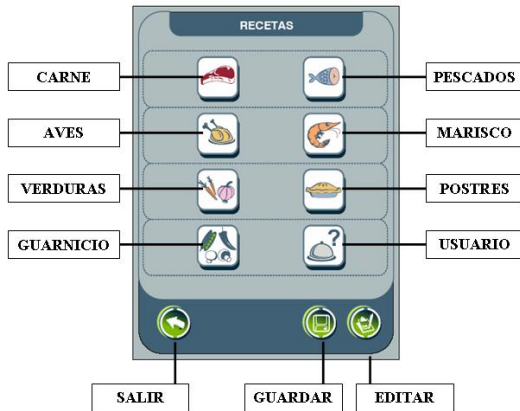 RECETAS
CARNE
PESCADOS
AVES
MARISCO
VERDURAS
POSTRES
GUARNICIO
USUARIO
?
SALIR
GUARDAR
EDITAR